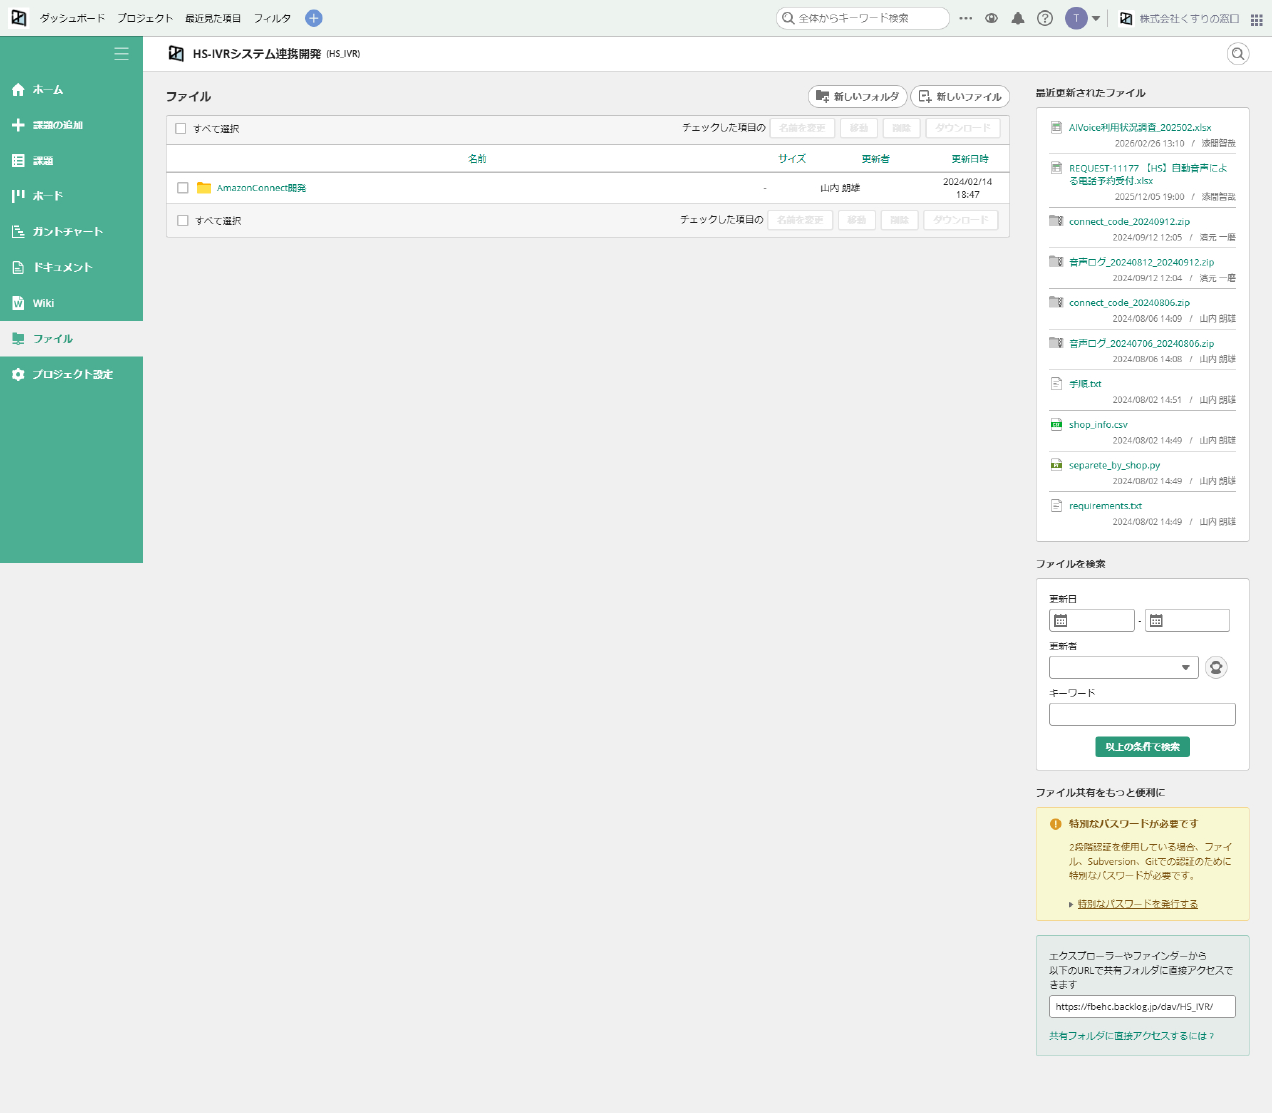 ダッシュボード プロジェクト 最近見た項目 フィルタ
全体からキーワード検索
T
株式会社くすりの窓口
HS-IVRシステム連携開発 (HS_IVR)
ホーム
課題の追加
課題
ボード
ガントチャート
ドキュメント
Wiki
ファイル
プロジェクト設定
ファイル
新しいフォルダ 新しいファイル
すべて選択 チェックした項目の 名前を変更 移動 削除 ダウンロード
名前 サイズ 更新者 更新日時
AmazonConnect開発 - 山内 朗雄 2024/02/14
18:47
すべて選択 チェックした項目の 名前を変更 移動 削除 ダウンロード
最近更新されたファイル
AIVoice利用状況調査_202502.xlsx
2026/02/26 13:10 / 湊間智哉
REQUEST-11177 【HS】自動音声によ
る電話予約受付.xlsx
2025/12/05 19:00 / 湊間智哉
connect_code_20240912.zip
2024/09/12 12:05 / 濱元 一磨
音声ログ_20240812_20240912.zip
2024/09/12 12:04 / 濱元 一磨
connect_code_20240806.zip
2024/08/06 14:09 / 山内 朗雄
音声ログ_20240706_20240806.zip
2024/08/06 14:08 / 山内 朗雄
手順.txt
2024/08/02 14:51 / 山内 朗雄
shop_info.csv
2024/08/02 14:49 / 山内 朗雄
separete_by_shop.py
2024/08/02 14:49 / 山内 朗雄
requirements.txt
2024/08/02 14:49 / 山内 朗雄
ファイルを検索
更新日
-
更新者
キーワード
以上の条件で検索
ファイル共有をもっと便利に
特別なパスワードが必要です
2段階認証を使用している場合、ファイ
ル、Subversion、Gitでの認証のために
特別なパスワードが必要です。
特別なパスワードを発行する
エクスプローラーやファインダーから
以下のURLで共有フォルダに直接アクセスで
きます
https://fbehc.backlog.jp/dav/HS_IVR/
共有フォルダに直接アクセスするには？